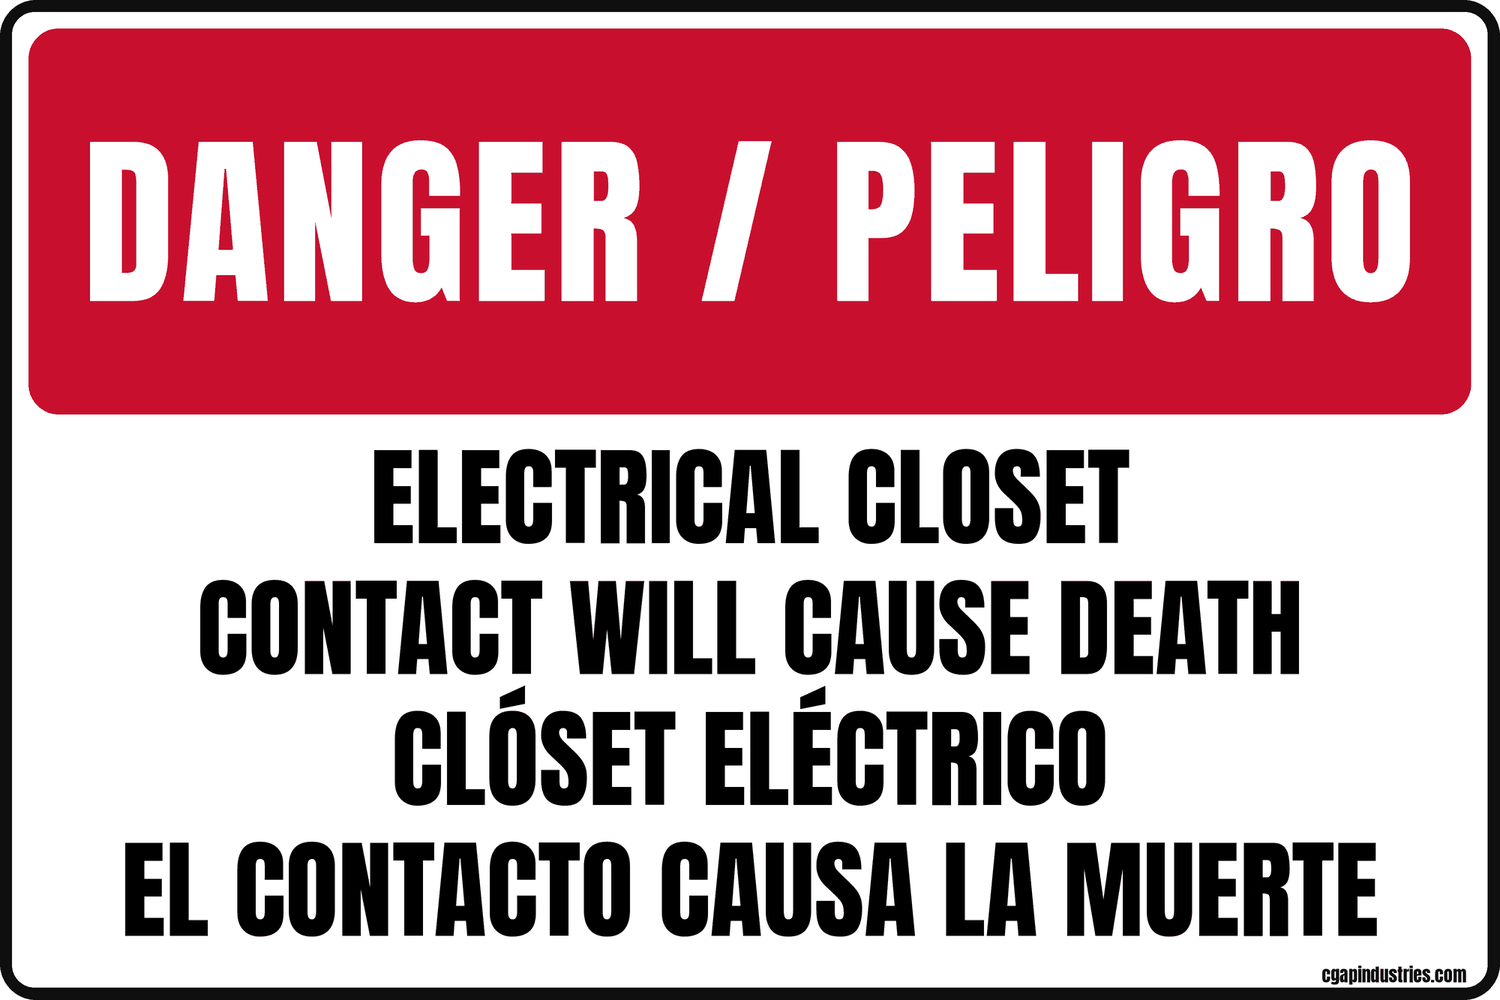 DANGER / PELIGRO
ELECTRICAL CLOSET
CONTACT WILL CAUSE DEATH
CLÓSET ELÉCTRICO
EL CONTACTO CAUSA LA MUERTE
cgapindustries.com